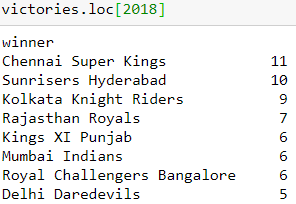 victories.loc[2018]
winner
Chennai Super Kings 11
Sunrisers Hyderabad 10
Kolkata Knight Riders 9
Rajasthan Royals 7
Kings XI Punjab 6
Mumbai Indians 6
Royal Challengers Bangalore 6
Delhi Daredevils 5